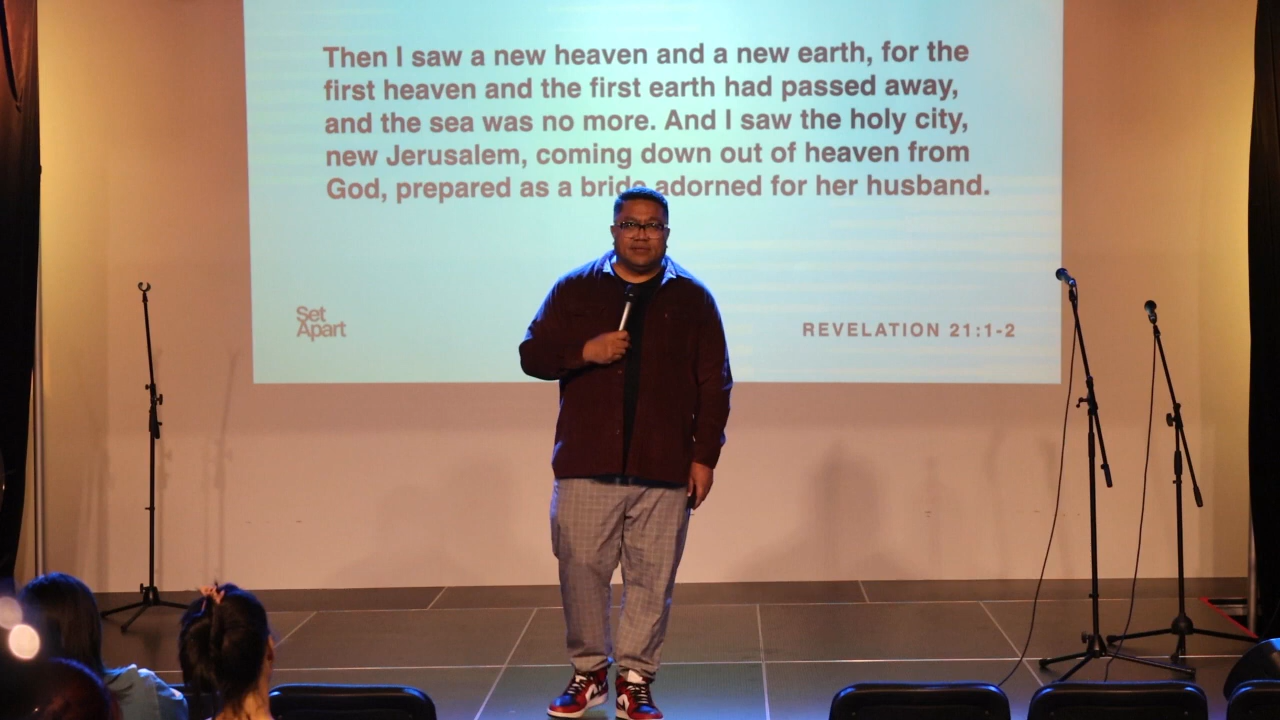 Then I saw a new heaven and a new earth, for the
first heaven and the first earth had passed away,
and the sea was no more. And I saw the holy city,
new Jerusalem, coming down out of heaven from
God, prepared as a bride adorned for her husband.
Set
Apart
REVELATION 21:1-2